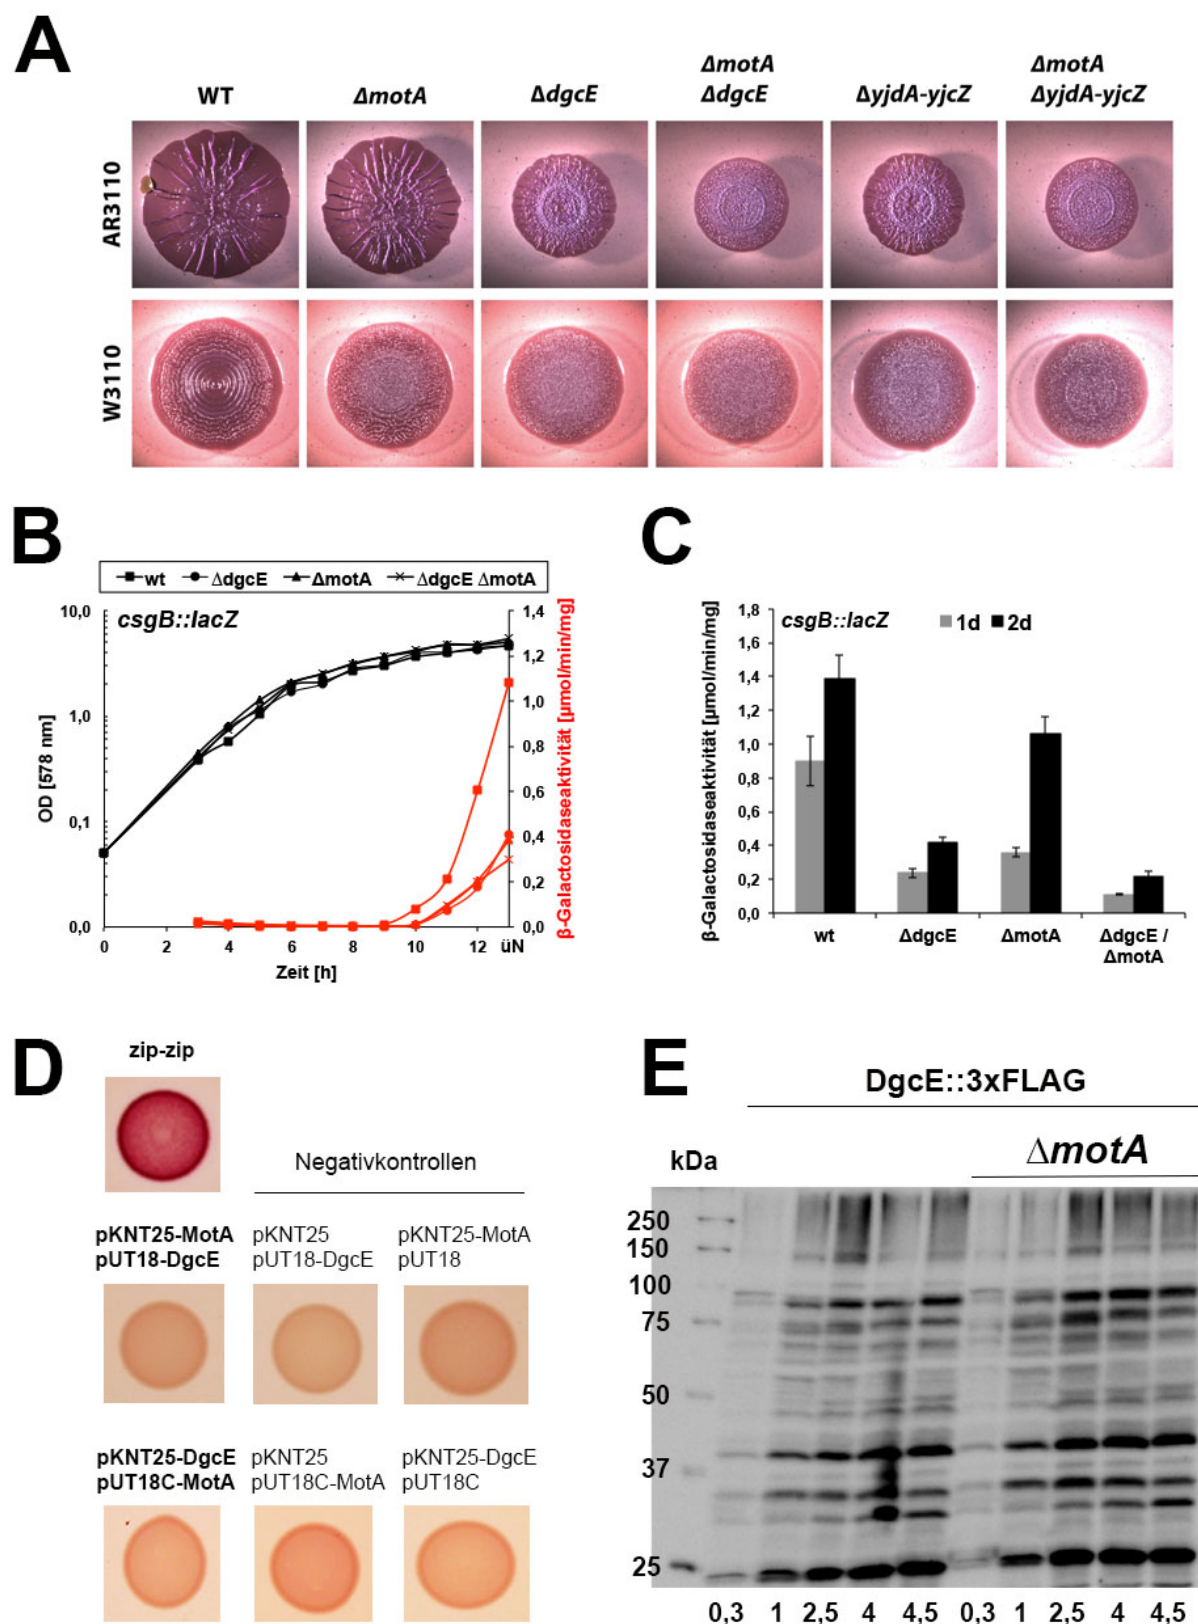 A
WT
ΔmotA
ΔdgcE
ΔmotA
ΔdgcE
ΔyjdA-yjcZ
ΔmotA
ΔyjdA-yjcZ
AR3110
W3110
B
wt ΔdgcE ΔmotA ΔdgcE ΔmotA
csgB::lacZ
OD [578 nm]
10,0
1,0
0,1
0,0
0 2 4 6 8 10 12 üN
Zeit [h]
1,4
1,2
1,0
0,8
0,6
0,4
0,2
0,0
β-Galactosidaseaktivität [µmol/min/mg]
C
csgB::lacZ
1d 2d
β-Galactosidaseaktivität [µmol/min/mg]
1,8
1,6
1,4
1,2
1,0
0,8
0,6
0,4
0,2
0,0
wt ΔdgcE ΔmotA ΔdgcE /
ΔmotA
D
zip-zip
Negativkontrollen
pKNT25-MotA
pUT18-DgcE
pKNT25
pUT18-DgcE
pKNT25-MotA
pUT18
pKNT25-DgcE
pUT18C-MotA
pKNT25
pUT18C-MotA
pKNT25-DgcE
pUT18C
E
DgcE::3xFLAG
ΔmotA
kDa
250
150
100
75
50
37
25
0,3 1 2,5 4 4,5 0,3 1 2,5 4 4,5